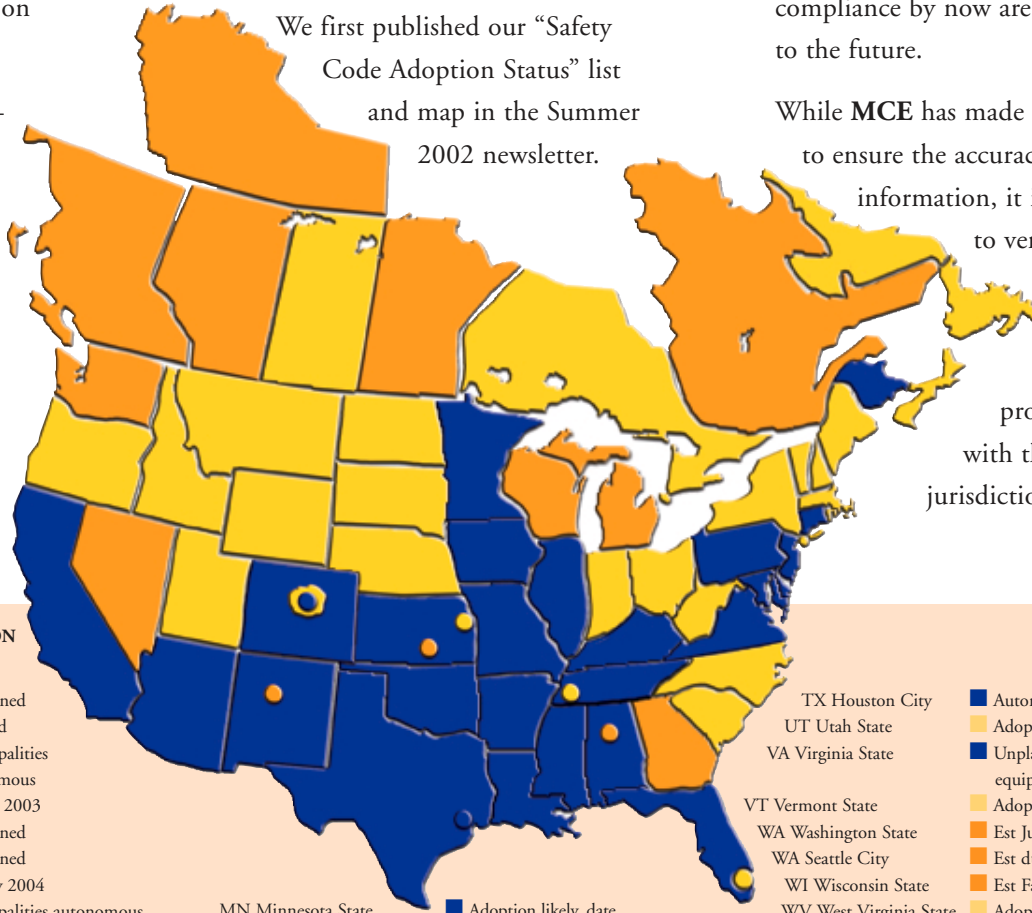 on
We first published our “Safety
Code Adoption Status” list
and map in the Summer
2002 newsletter.
compliance by now are
to the future.
While MCE has made
to ensure the accurac
information, it
to ver
pro
with th
jurisdictio
ON
ned
d
palities
mous
2003
ned
ned
y 2004
palities autonomous
MN Minnesota State
Adoption likely, date
TX Houston City
Auton
UT Utah State
Adop
VA Virginia State
Unpla
equip
VT Vermont State
Adop
WA Washington State
Est Ju
WA Seattle City
Est d
WI Wisconsin State
Est F
WV West Virginia State
Adop